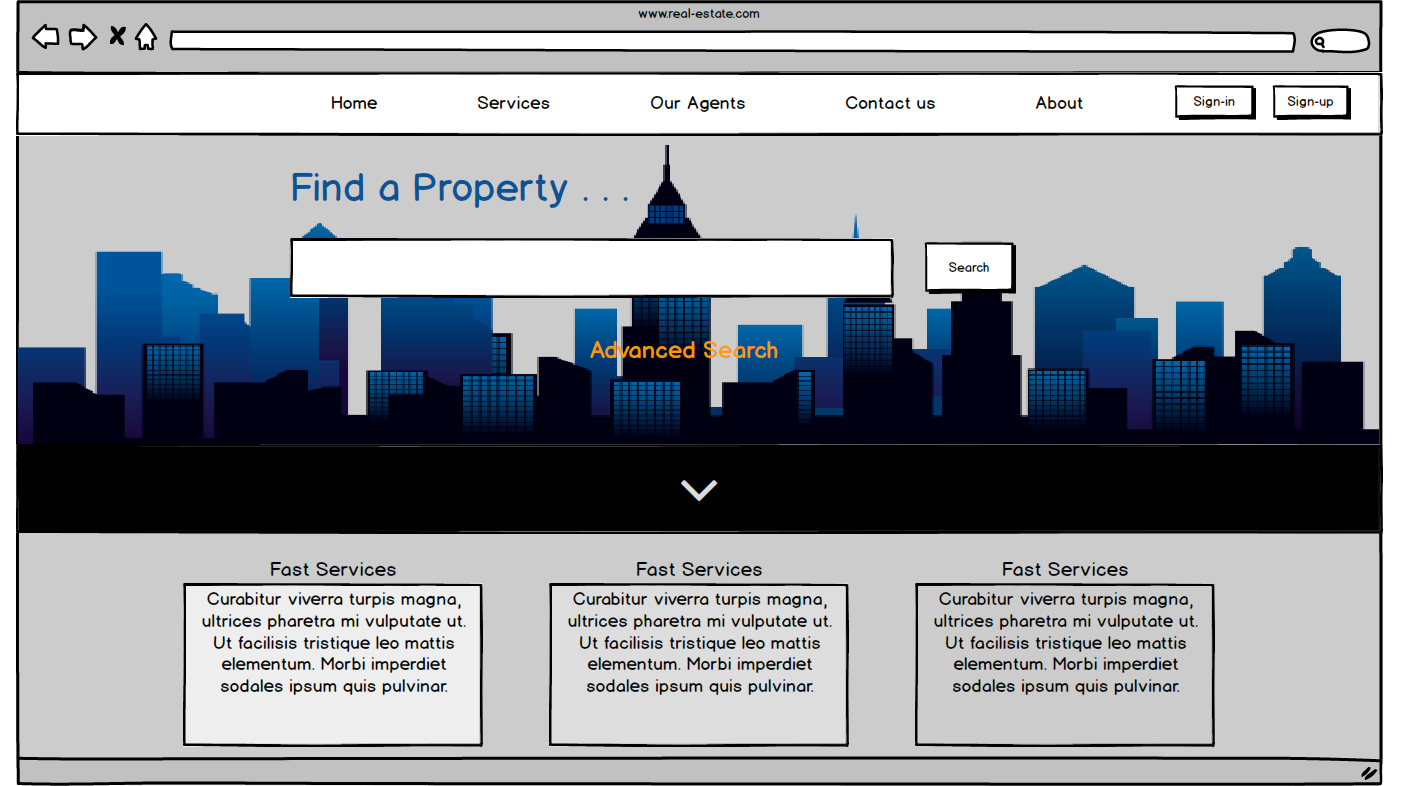 www.real-estate.com
Home Services Our Agents Contact us About Sign-in Sign-up
Find a Property . . .
Search
Advanced Search
Fast Services Fast Services Fast Services
Curabitur viverra turpis magna,
ultrices pharetra mi vulputate ut.
Ut facilisis tristique leo mattis
elementum. Morbi imperdiet
sodales ipsum quis pulvinar.
Curabitur viverra turpis magna,
ultrices pharetra mi vulputate ut.
Ut facilisis tristique leo mattis
elementum. Morbi imperdiet
sodales ipsum quis pulvinar.
Curabitur viverra turpis magna,
ultrices pharetra mi vulputate ut.
Ut facilisis tristique leo mattis
elementum. Morbi imperdiet
sodales ipsum quis pulvinar.